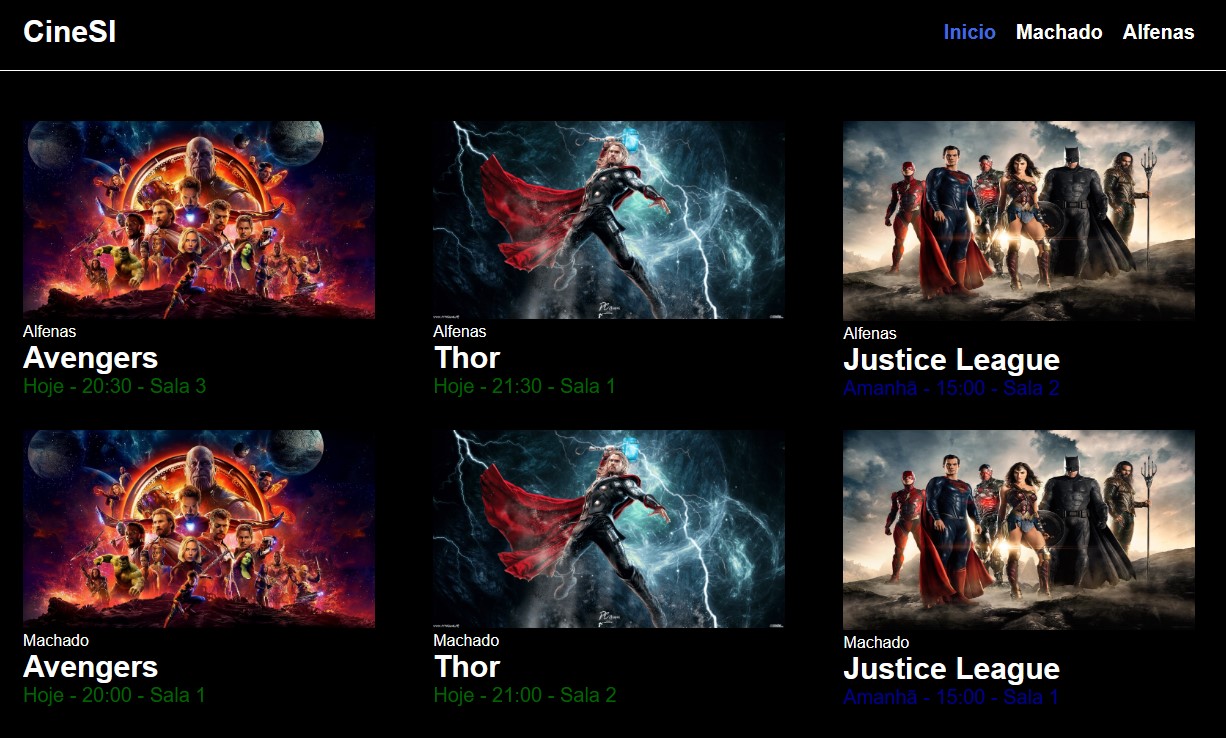 CineSI
Inicio Machado Alfenas
Alfenas
Avengers
Hoje - 20:30 - Sala 3
Alfenas
Thor
Hoje - 21:30 - Sala 1
Alfenas
Justice League
Amanhã - 15:00 - Sala 2
Machado
Avengers
Hoje - 20:00 - Sala 1
Machado
Thor
Hoje - 21:00 - Sala 2
Machado
Justice League
Amanhã - 15:00 - Sala 1